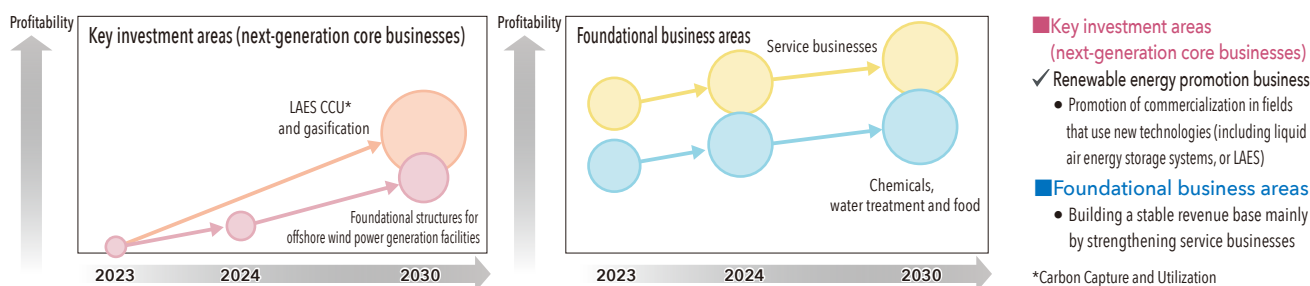 Profitability
Key investment areas (next-generation core businesses)
LAES CCU*
and gasification
Foundational structures for
offshore wind power generation facilities
2023
2024
2030
Profitability
Foundational business areas
Service businesses
Chemicals,
water treatment and food
2023
2024
2030
■Key investment areas
(next-generation core businesses)
✓ Renewable energy promotion business
● Promotion of commercialization in fields
that use new technologies (including liquid
air energy storage systems, or LAES)
■Foundational business areas
● Building a stable revenue base mainly
by strengthening service businesses
*Carbon Capture and Utilization